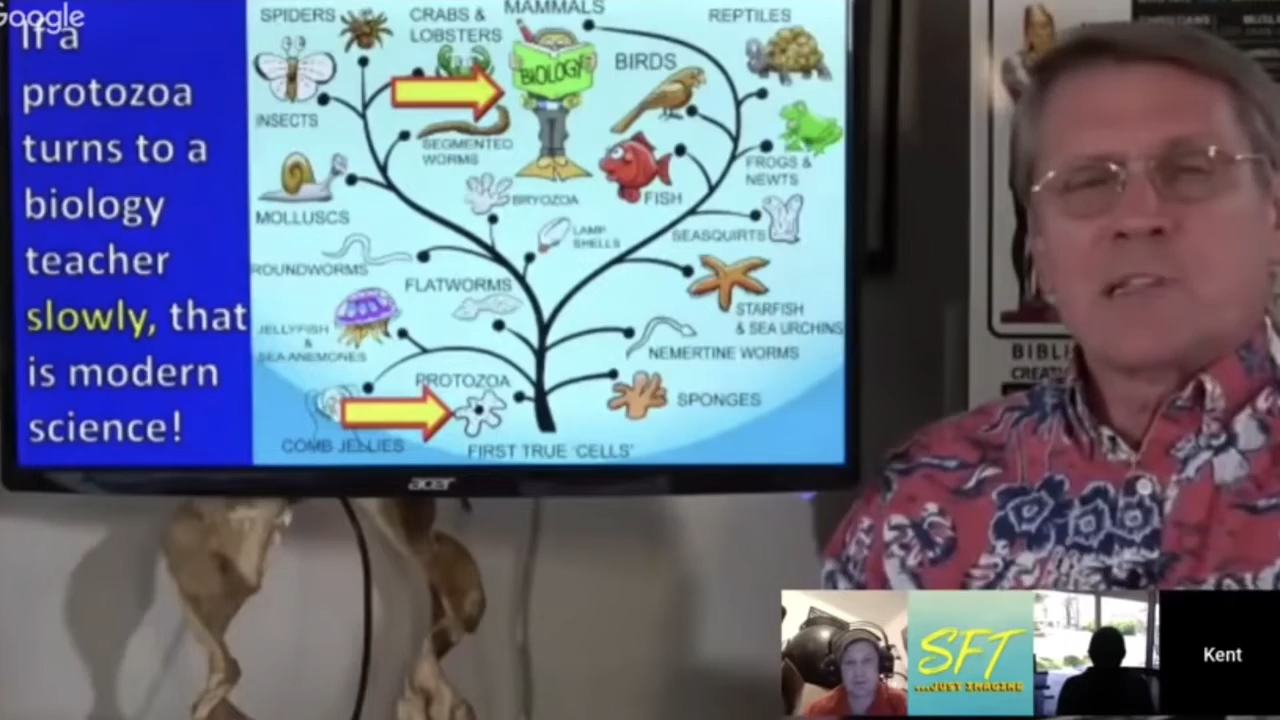 Google
If a
protozoa
turns to a
biology
teacher
slowly, that
is modern
science!
SPIDERS
CRABS &
LOBSTERS
MAMMALS
REPTILES
BIOLOGY
BIRDS
INSECTS
SEGMENTED
WORMS
FROGS &
NEWTS
BRYOZOA
FISH
MOLLUSCS
LAMP
SHELLS
SEASQUIRTS
ROUNDWORMS
FLATWORMS
STARFISH
& SEA URCHINS
JELLYFISH
&
SEA ANEMONES
NEMERTINE WORMS
PROTOZOA
SPONGES
COMB JELLIES
FIRST TRUE 'CELLS'
acer
SFT
...JUST IMAGINE
Kent